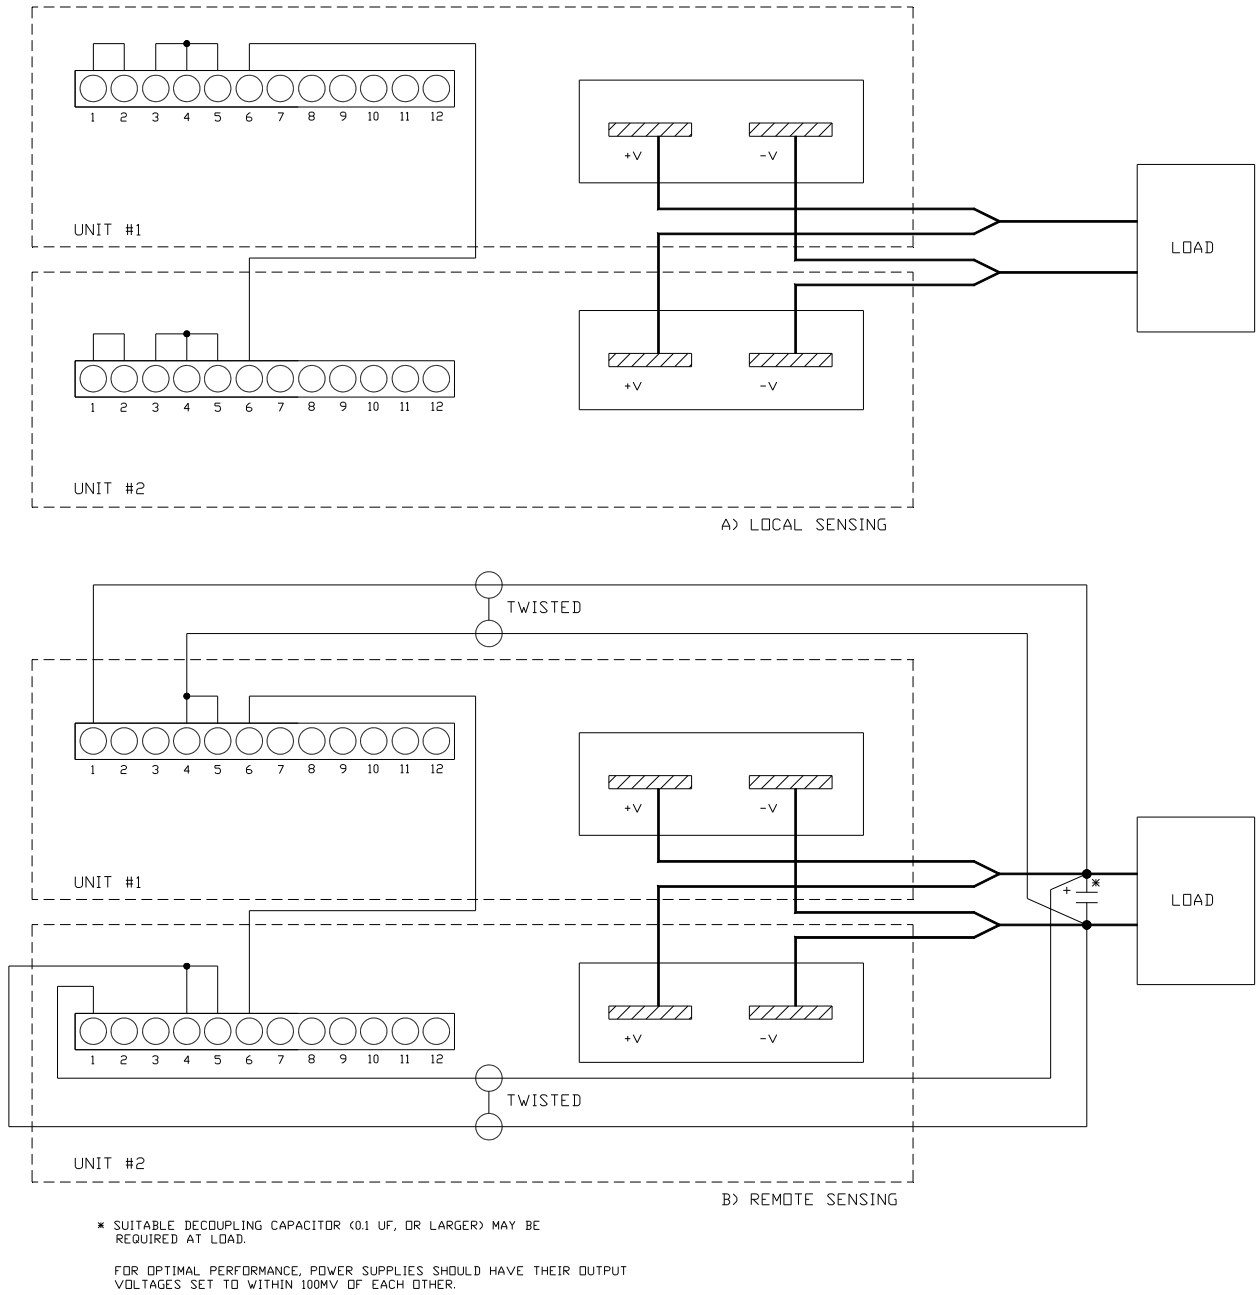 1 2 3 4 5 6 7 8 9 10 11 12
+V -V
UNIT #1
LOAD
1 2 3 4 5 6 7 8 9 10 11 12
+V -V
UNIT #2
A) LOCAL SENSING
TWISTED
1 2 3 4 5 6 7 8 9 10 11 12
+V -V
UNIT #1
+ *
LOAD
1 2 3 4 5 6 7 8 9 10 11 12
+V -V
TWISTED
UNIT #2
B) REMOTE SENSING
* SUITABLE DECOUPLING CAPACITOR (0.1 UF, OR LARGER) MAY BE
REQUIRED AT LOAD.
FOR OPTIMAL PERFORMANCE, POWER SUPPLIES SHOULD HAVE THEIR OUTPUT
VOLTAGES SET TO WITHIN 100MV OF EACH OTHER.